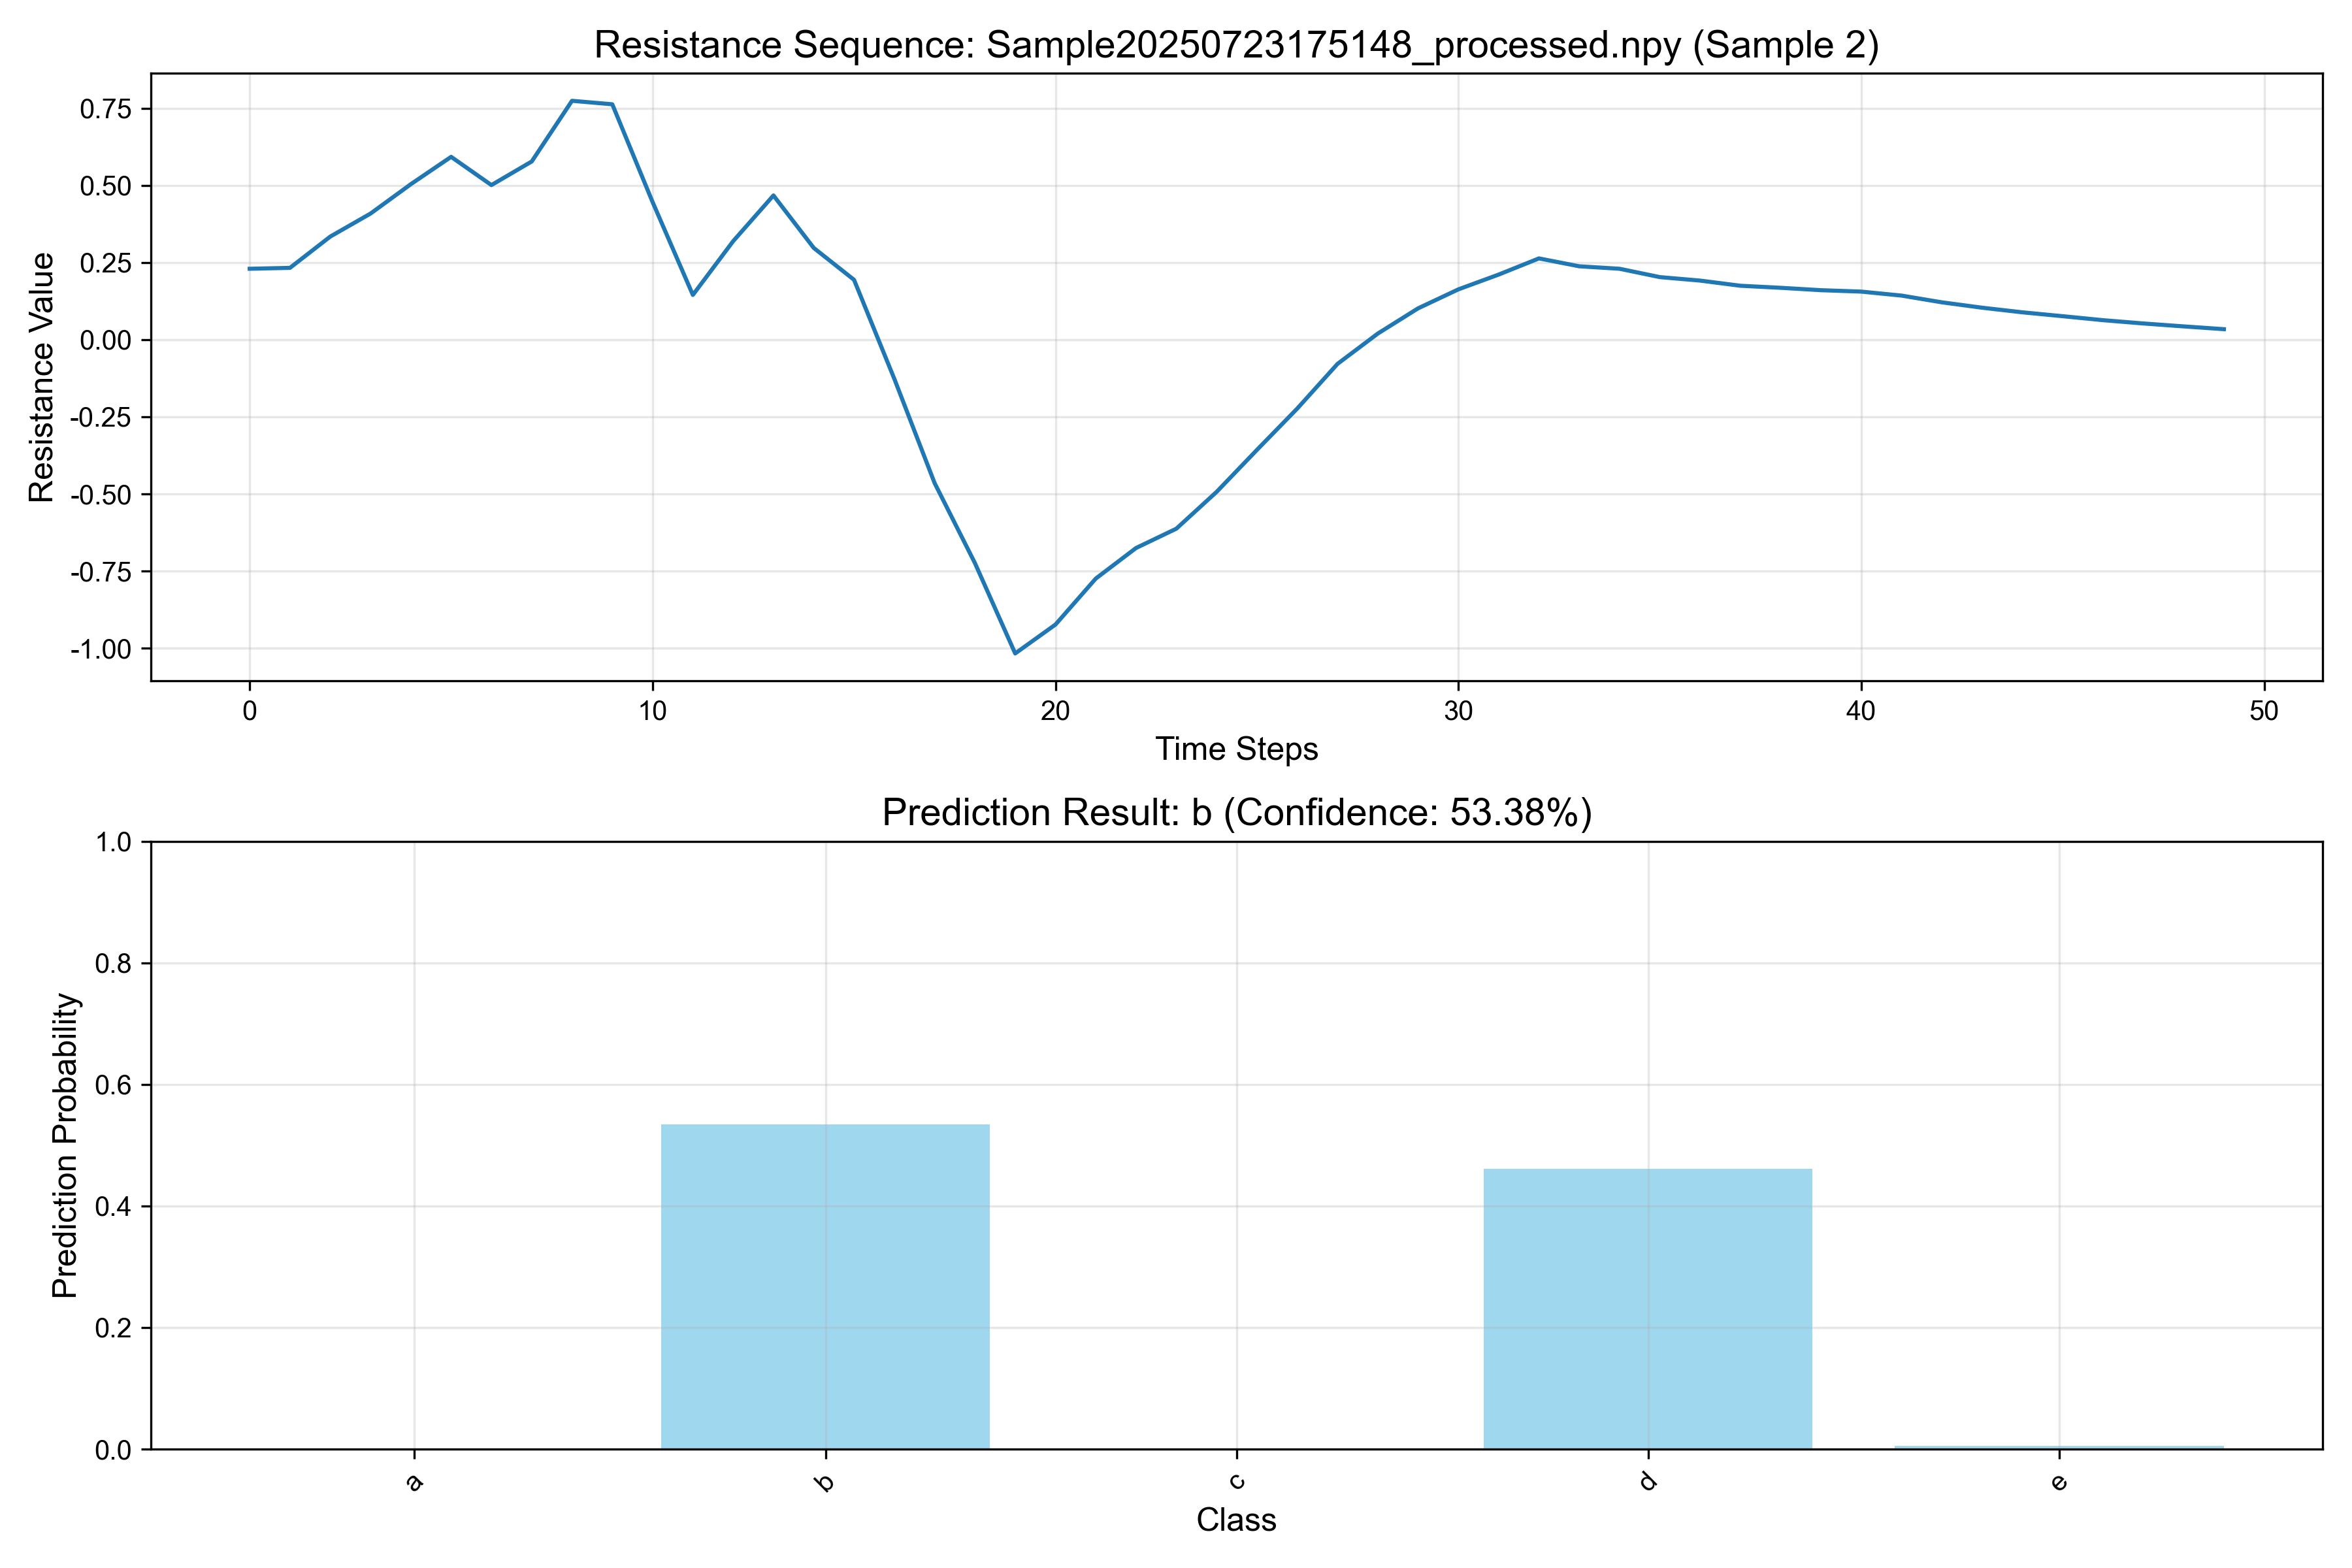 Resistance Sequence: Sample20250723175148_processed.npy (Sample 2)
Resistance Value
0.75
0.50
0.25
0.00
-0.25
-0.50
-0.75
-1.00
0 10 20 30 40 50
Time Steps
Prediction Result: b (Confidence: 53.38%)
Prediction Probability
1.0
0.8
0.6
0.4
0.2
0.0
a b c d e
Class